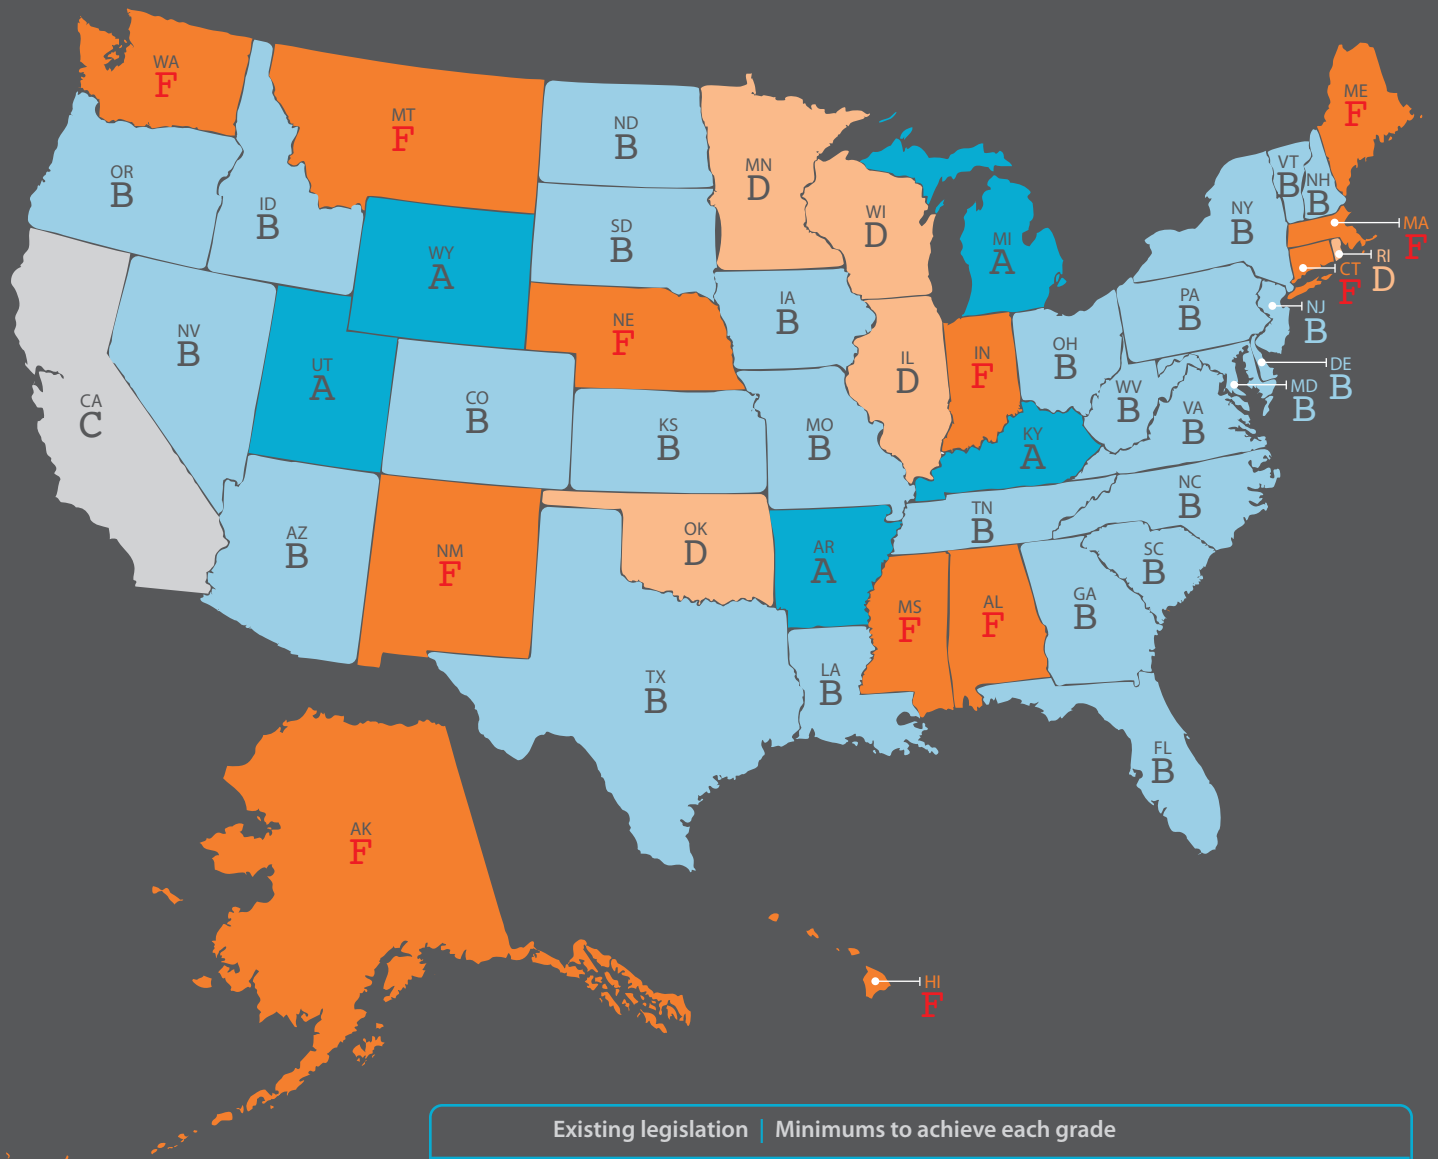 WA
F
MT
F
ME
F
ND
B
MN
D
VT
B
NH
B
OR
B
ID
B
WI
D
NY
B
MA
F
SD
B
MI
A
WY
A
RI
D
CT
F
IA
B
PA
B
NJ
B
NE
F
NV
B
OH
B
IN
F
IL
D
UT
A
DE
B
MD
B
WV
B
CO
B
CA
C
VA
B
KS
B
MO
B
KY
A
NC
B
TN
B
AZ
B
OK
D
NM
F
AR
A
SC
B
GA
B
AL
F
MS
F
LA
B
TX
B
FL
B
AK
F
HI
F
Existing legislation | Minimums to achieve each grade